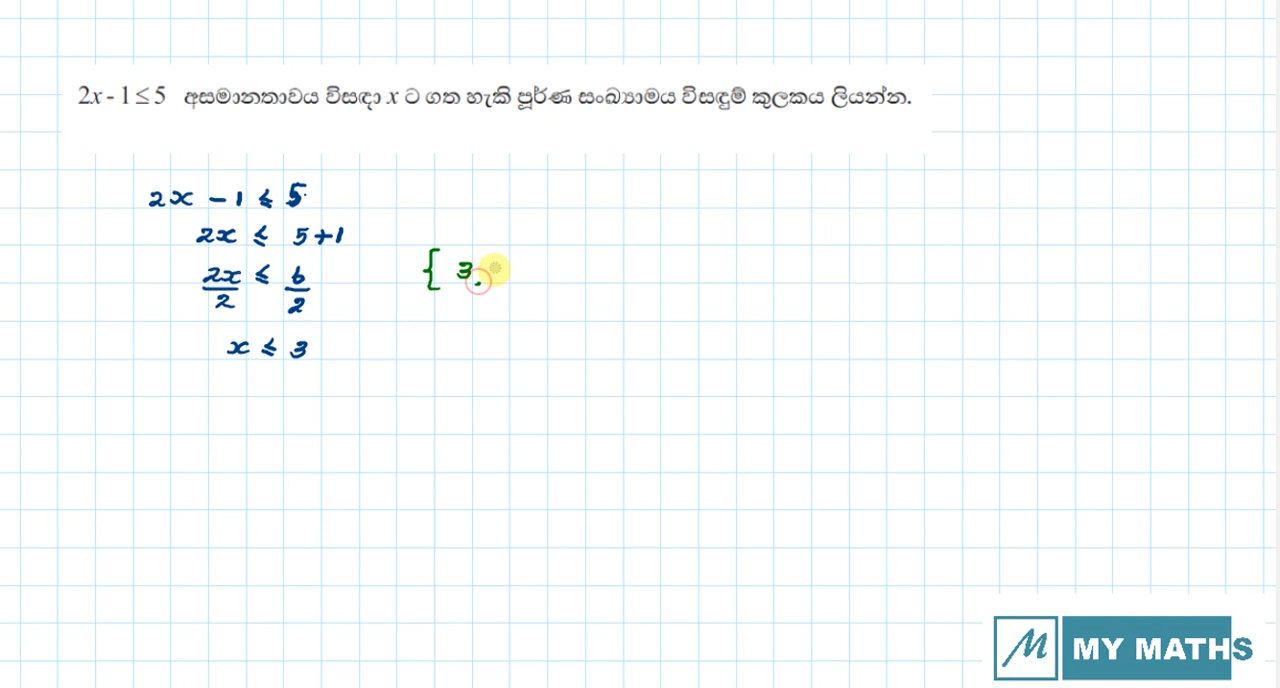 2x - 1 ≤ 5 අසමානතාවය විසඳා x ට ගත හැකි පූර්ණ සංඛ්‍යාමය විසඳුම් කුලකය ලියන්න.
2x - 1 ≤ 5
2x ≤ 5 + 1
2x/2 ≤ 6/2
x ≤ 3
{ 3,
M MY MATHS